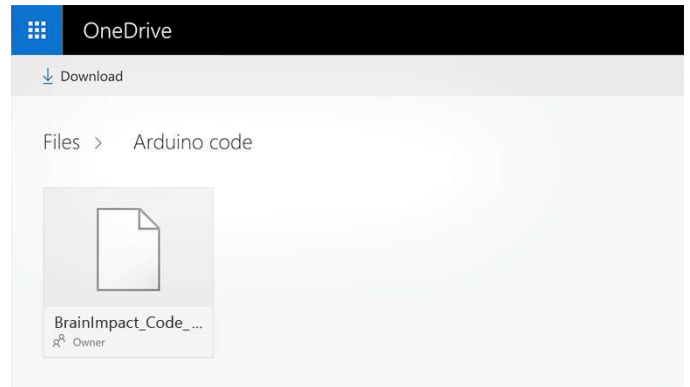 OneDrive
Download
Files > Arduino code
BrainImpact_Code_...
Owner